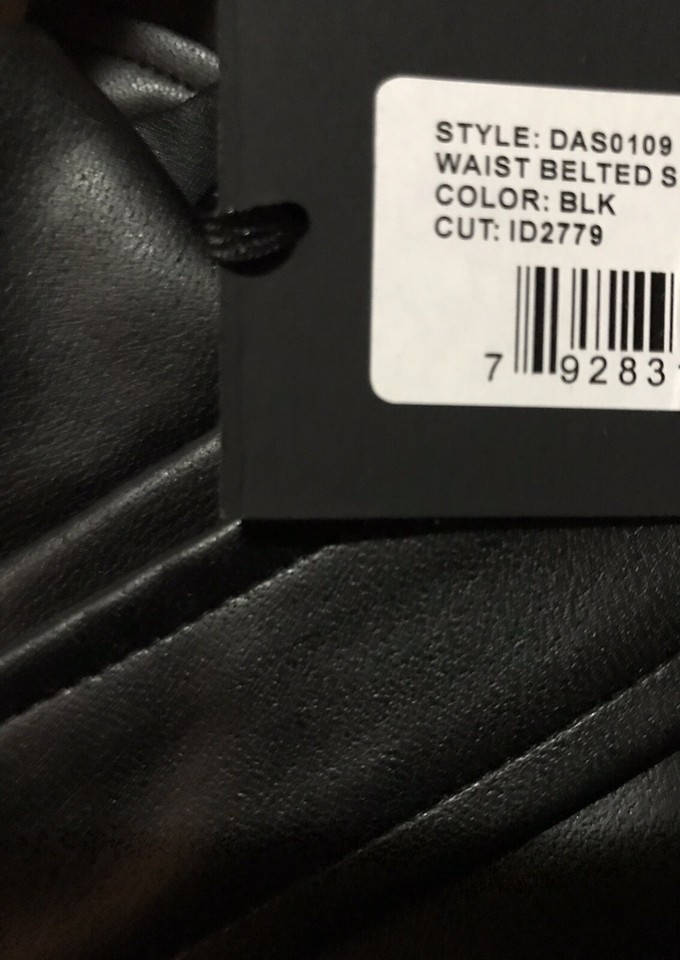 STYLE: DAS0109
WAIST BELTED S
COLOR: BLK
CUT: ID2779
7 9283